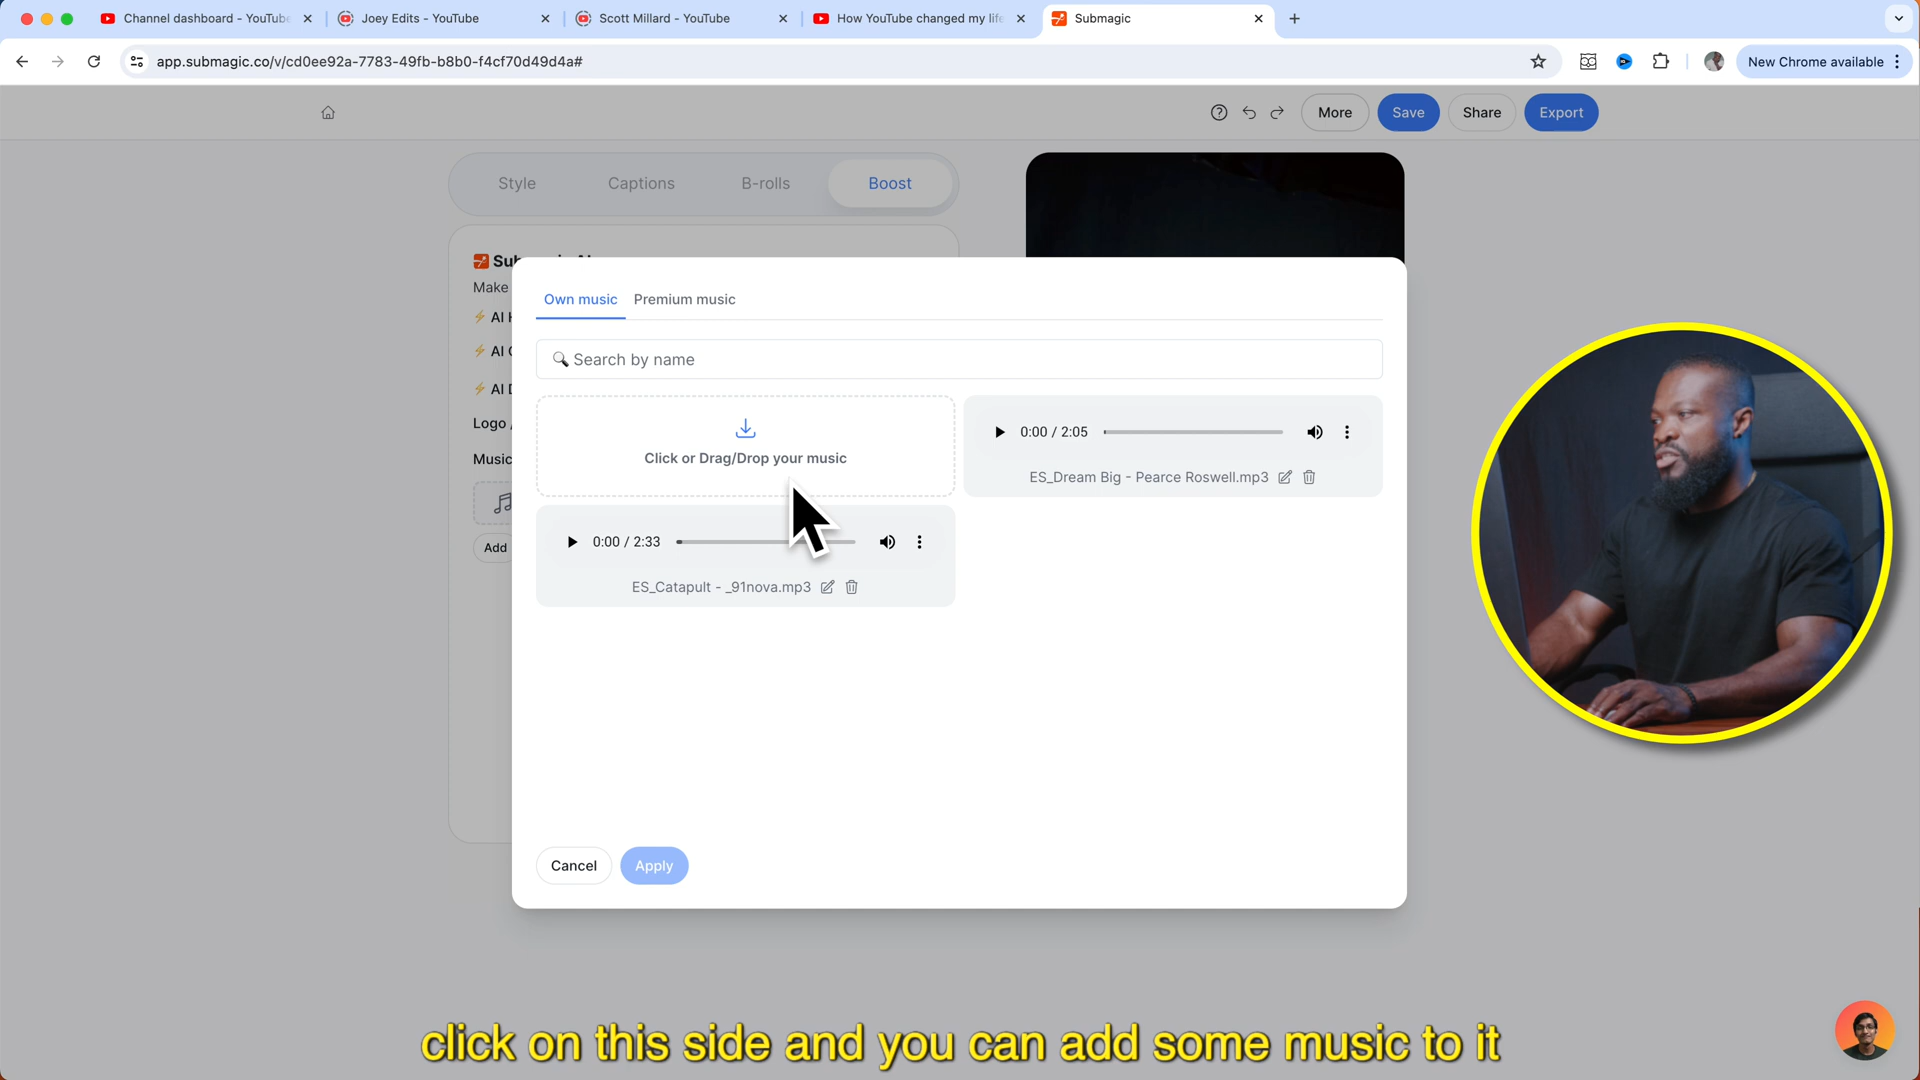 Channel dashboard - YouTube
Joey Edits - YouTube
Scott Millard - YouTube
How YouTube changed my life
Submagic
app.submagic.co/v/cd0ee92a-7783-49fb-b8b0-f4cf70d49d4a#
New Chrome available
More
Save
Share
Export
Style
Captions
B-rolls
Boost
Make
Logo
Music
Add
Own music
Premium music
Search by name
Click or Drag/Drop your music
0:00 / 2:05
ES_Dream Big - Pearce Roswell.mp3
0:00 / 2:33
ES_Catapult - _91nova.mp3
Cancel
Apply
click on this side and you can add some music to it